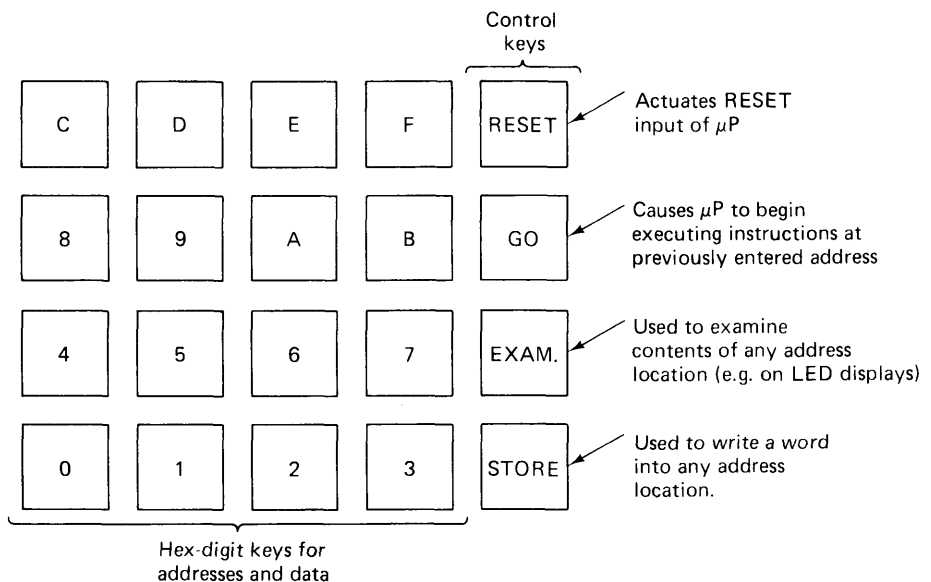 Control
keys
C D E F RESET
Actuates RESET
input of μP
8 9 A B GO
Causes μP to begin
executing instructions at
previously entered address
4 5 6 7 EXAM.
Used to examine
contents of any address
location (e.g. on LED displays)
0 1 2 3 STORE
Used to write a word
into any address
location.
Hex-digit keys for
addresses and data